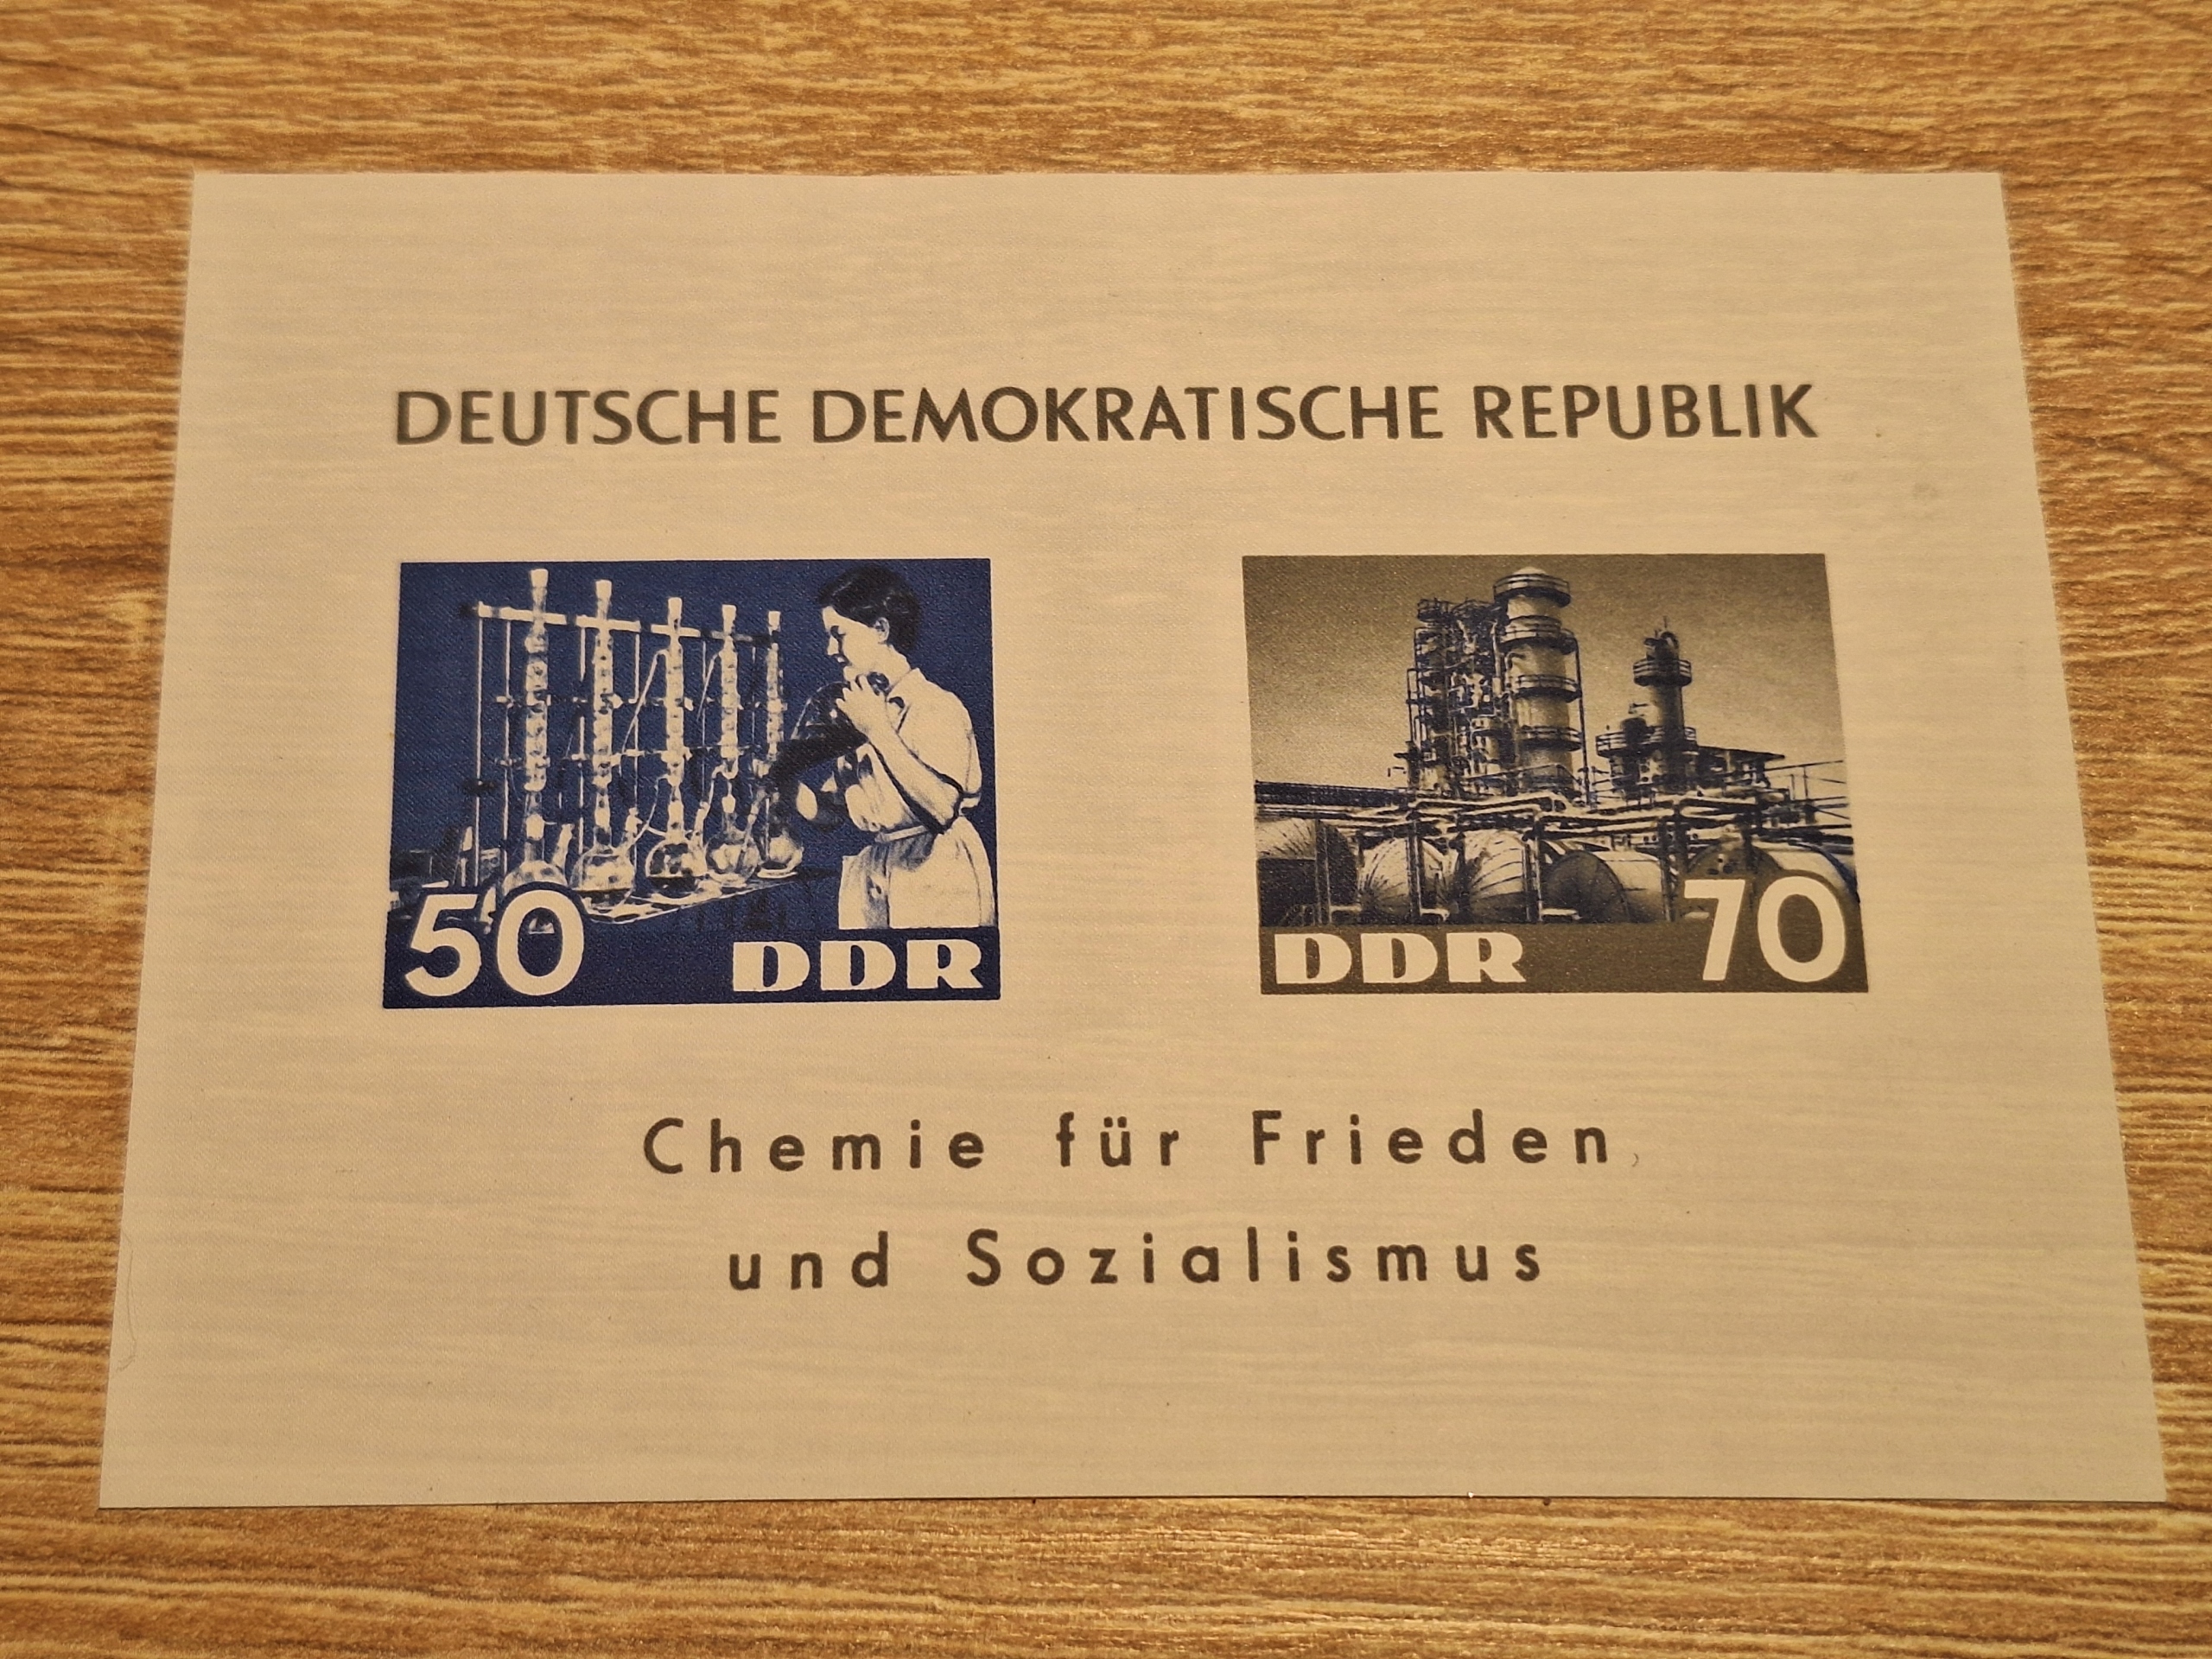 DEUTSCHE DEMOKRATISCHE REPUBLIK
50 DDR
DDR 70
Chemie für Frieden
und Sozialismus